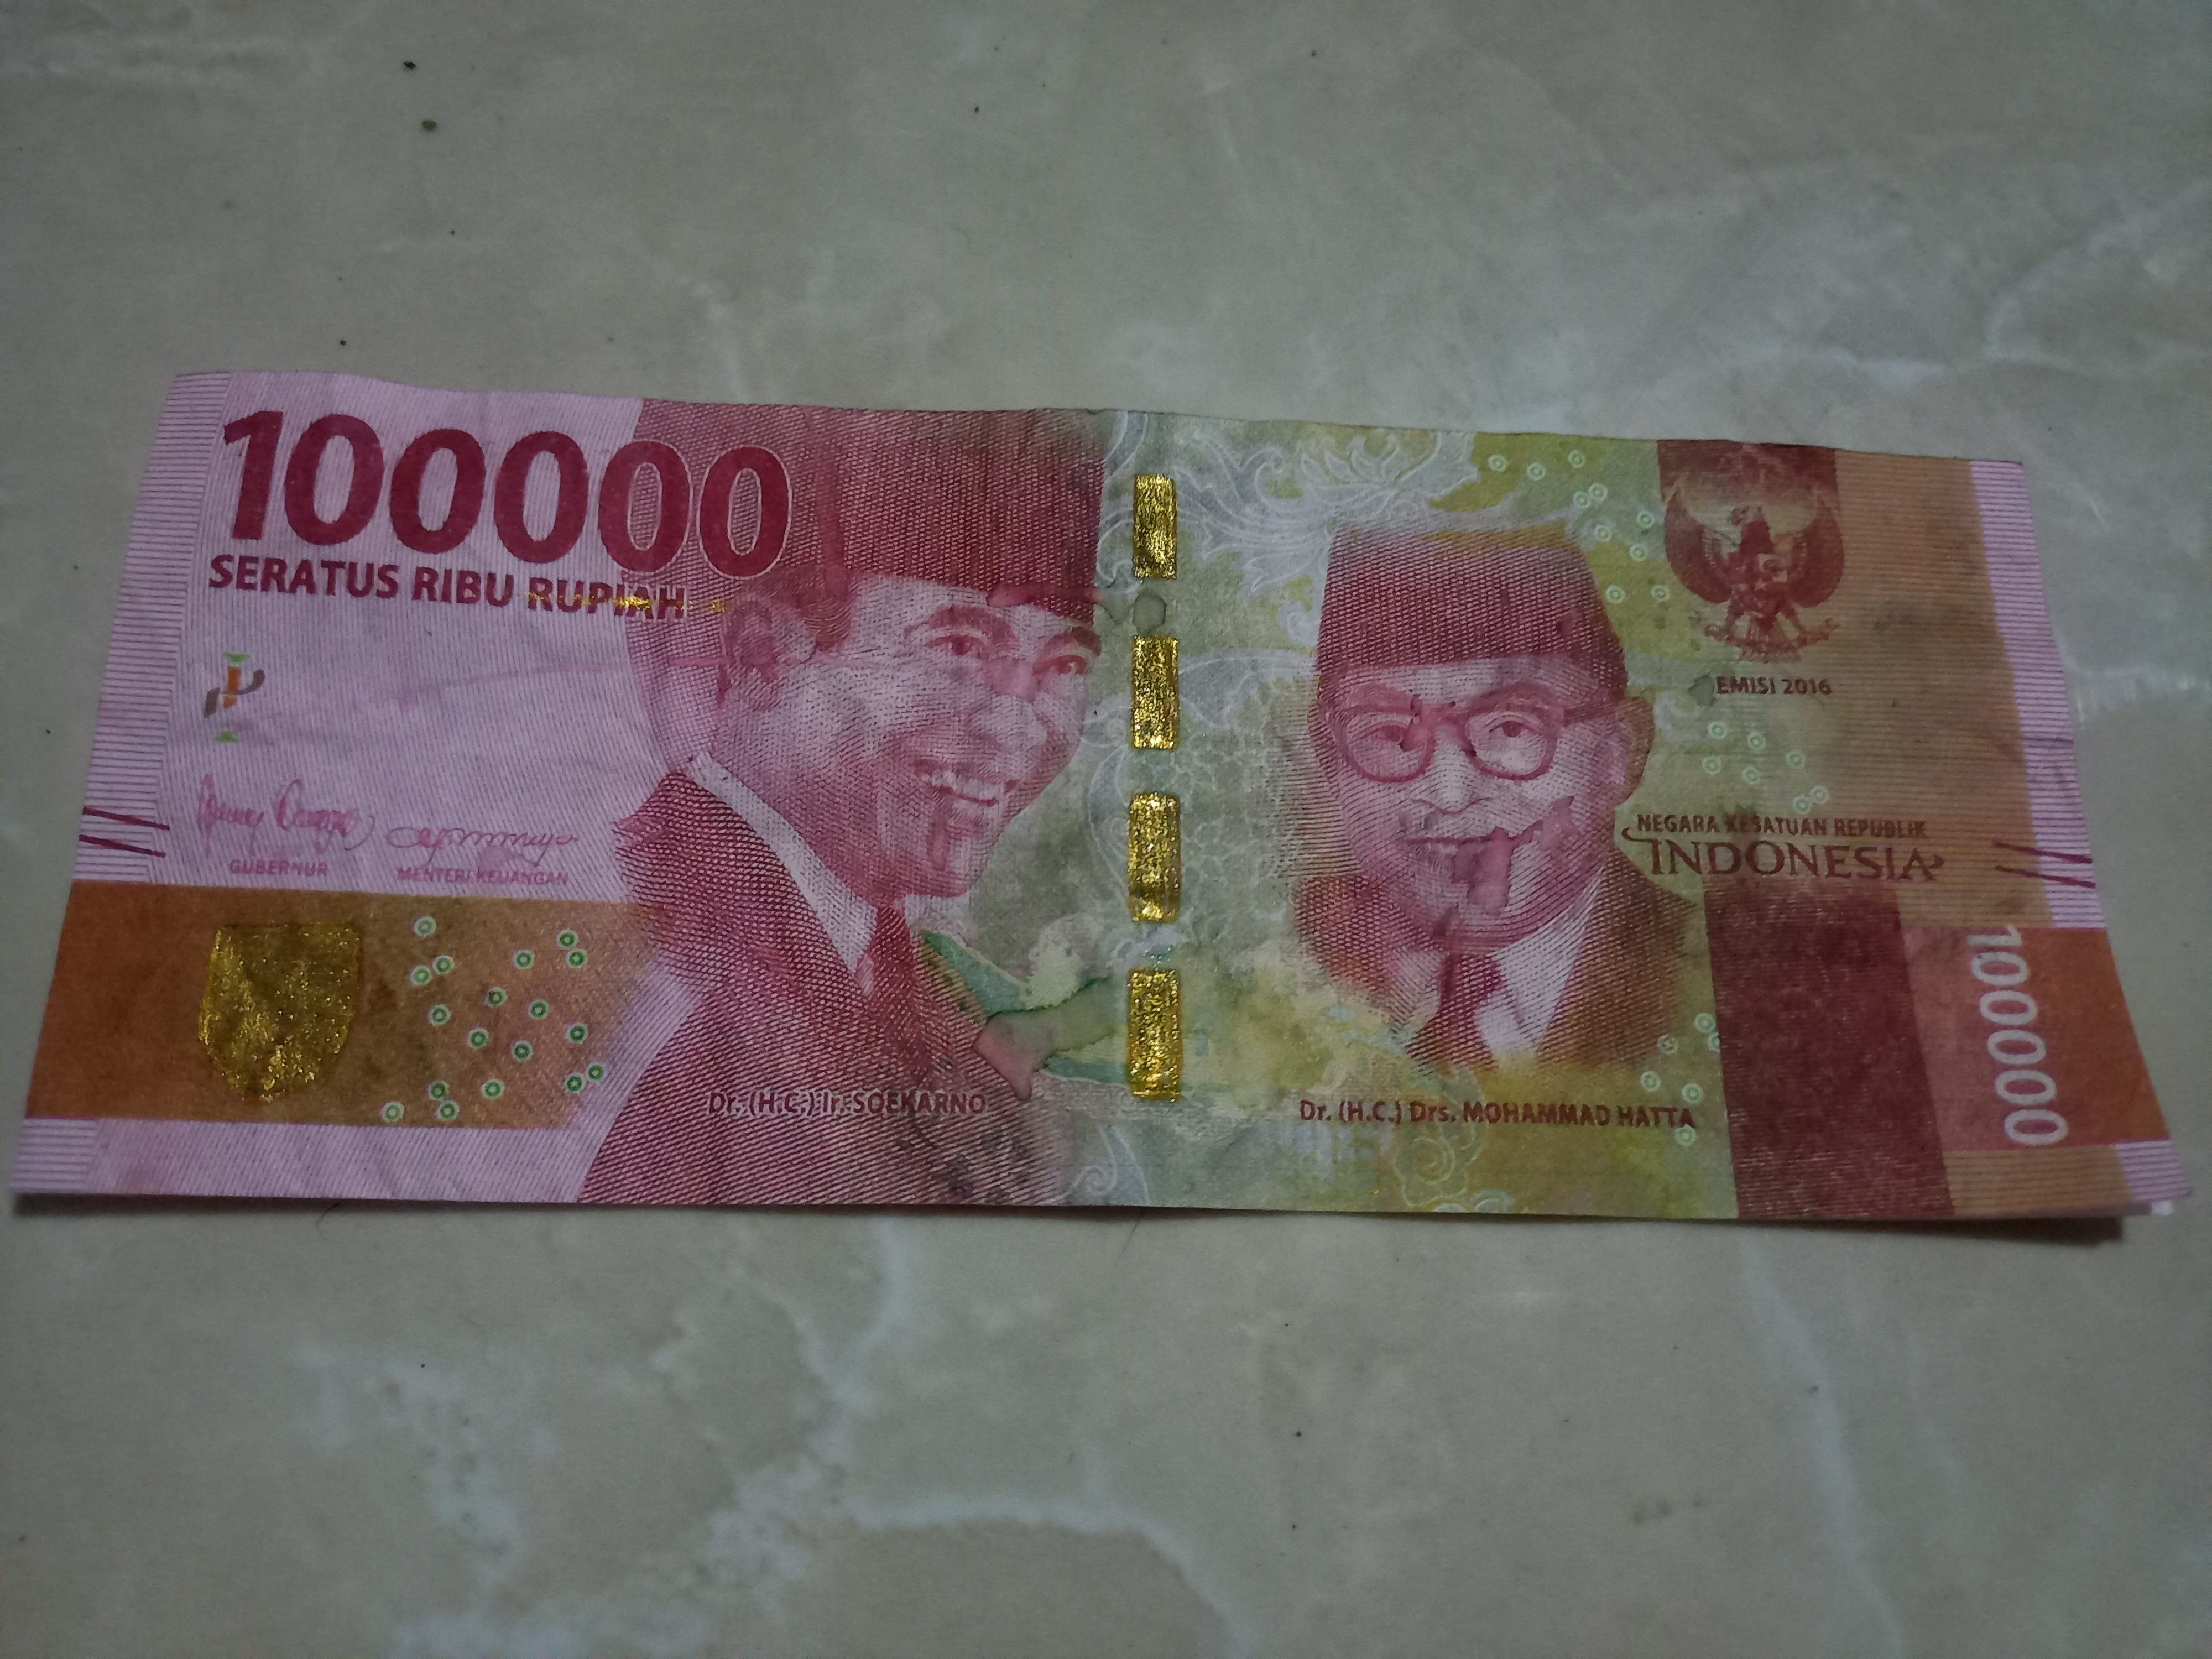 100000
SERATUS RIBU RUPIAH
GUBERNUR
MENTERI KEUANGAN
Dr. (H.C.) Ir. SOEKARNO
Dr. (H.C.) Drs. MOHAMMAD HATTA
EMISI 2016
NEGARA KESATUAN REPUBLIK
INDONESIA
100000